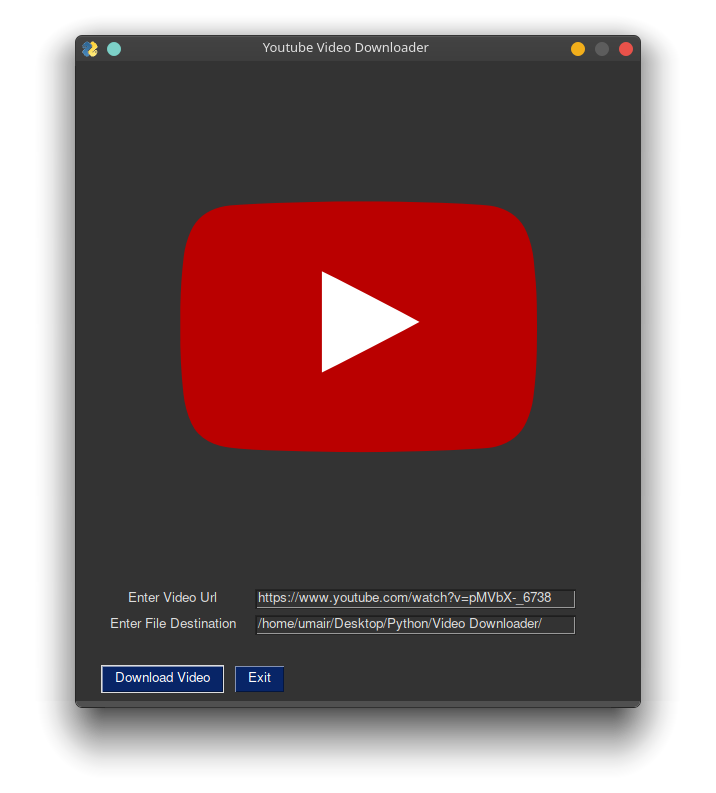 Youtube Video Downloader
Enter Video Url https://www.youtube.com/watch?v=pMVbX-_6738
Enter File Destination /home/umair/Desktop/Python/Video Downloader/
Download Video Exit